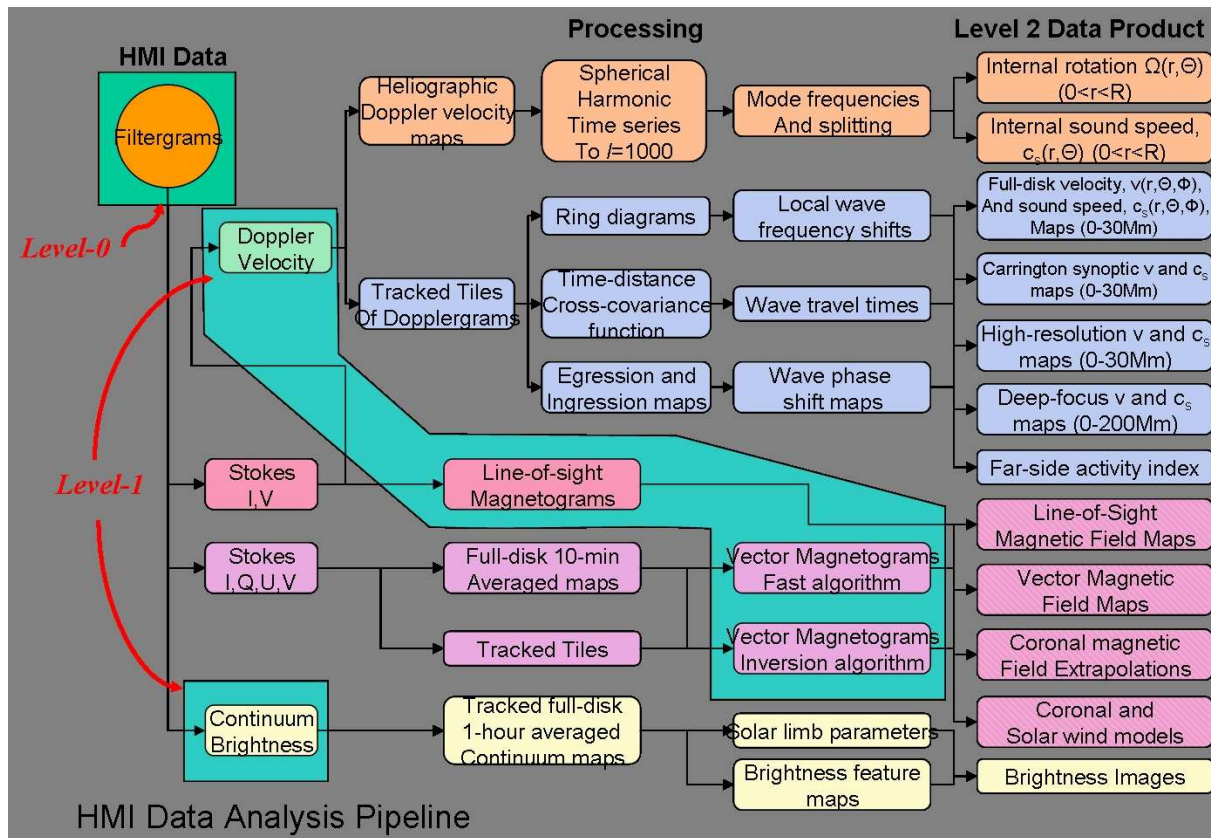 Processing
Level 2 Data Product
HMI Data
Filtergrams
Level-0
Level-1
Heliographic
Doppler velocity
maps
Spherical
Harmonic
Time series
To l=1000
Mode frequencies
And splitting
Internal rotation Ω(r,Θ)
(0<r<R)
Internal sound speed,
cs(r,Θ) (0<r<R)
Doppler
Velocity
Tracked Tiles
Of Dopplergrams
Ring diagrams
Local wave
frequency shifts
Full-disk velocity, v(r,Θ,Φ),
And sound speed, cs(r,Θ,Φ),
Maps (0-30Mm)
Time-distance
Cross-covariance
function
Wave travel times
Carrington synoptic v and cs
maps (0-30Mm)
High-resolution v and cs
maps (0-30Mm)
Egression and
Ingression maps
Wave phase
shift maps
Deep-focus v and cs
maps (0-200Mm)
Far-side activity index
Stokes
I,V
Line-of-sight
Magnetograms
Line-of-Sight
Magnetic Field Maps
Stokes
I,Q,U,V
Full-disk 10-min
Averaged maps
Vector Magnetograms
Fast algorithm
Vector Magnetic
Field Maps
Tracked Tiles
Vector Magnetograms
Inversion algorithm
Coronal magnetic
Field Extrapolations
Continuum
Brightness
Tracked full-disk
1-hour averaged
Continuum maps
Solar limb parameters
Coronal and
Solar wind models
Brightness feature
maps
Brightness Images
HMI Data Analysis Pipeline